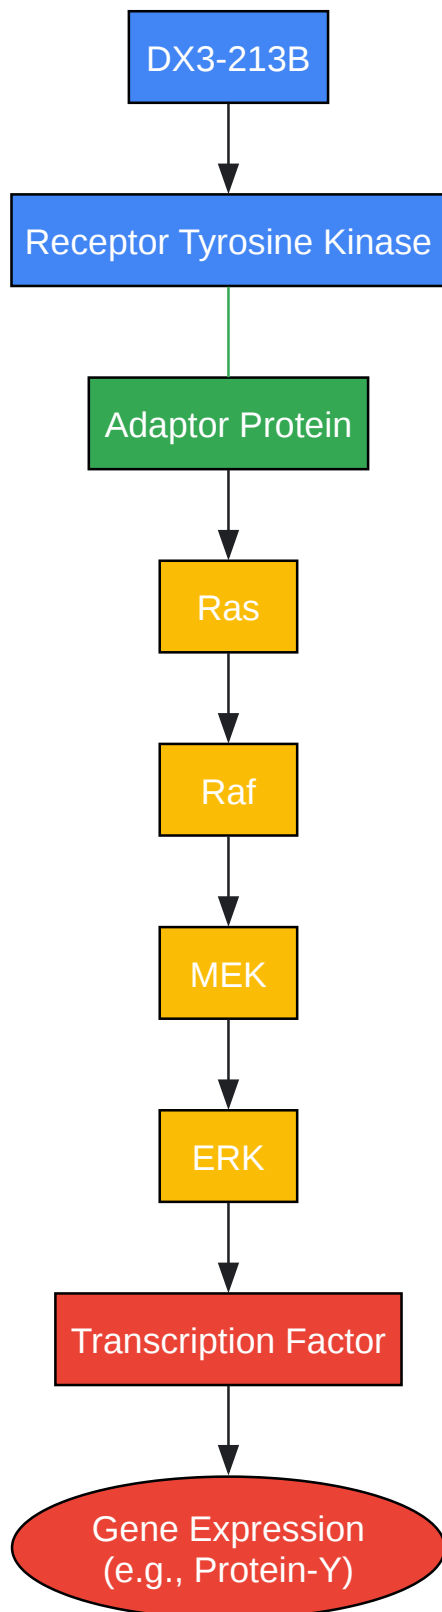 DX3-213B
Receptor Tyrosine Kinase
Adaptor Protein
Ras
Raf
MEK
ERK
Transcription Factor
Gene Expression
(e.g., Protein-Y)